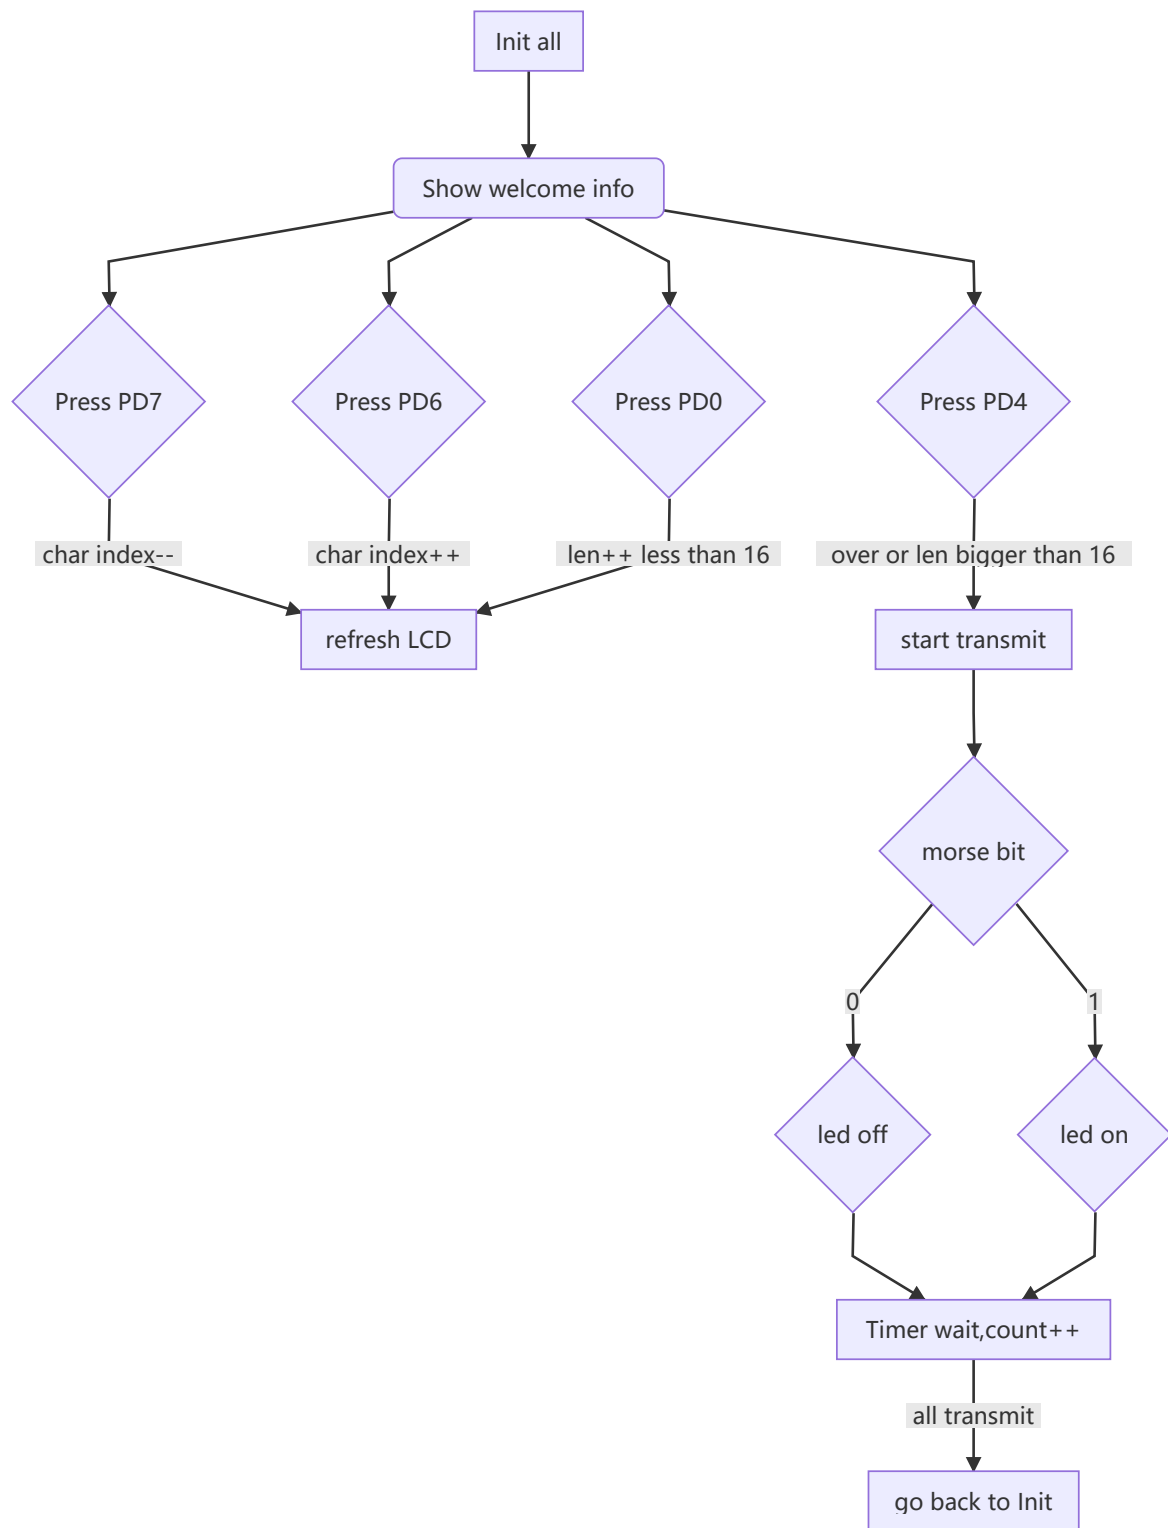 Init all
Show welcome info
Press PD7
Press PD6
Press PD0
Press PD4
char index--
char index++
len++ less than 16
over or len bigger than 16
refresh LCD
start transmit
morse bit
0
1
led off
led on
Timer wait,count++
all transmit
go back to Init